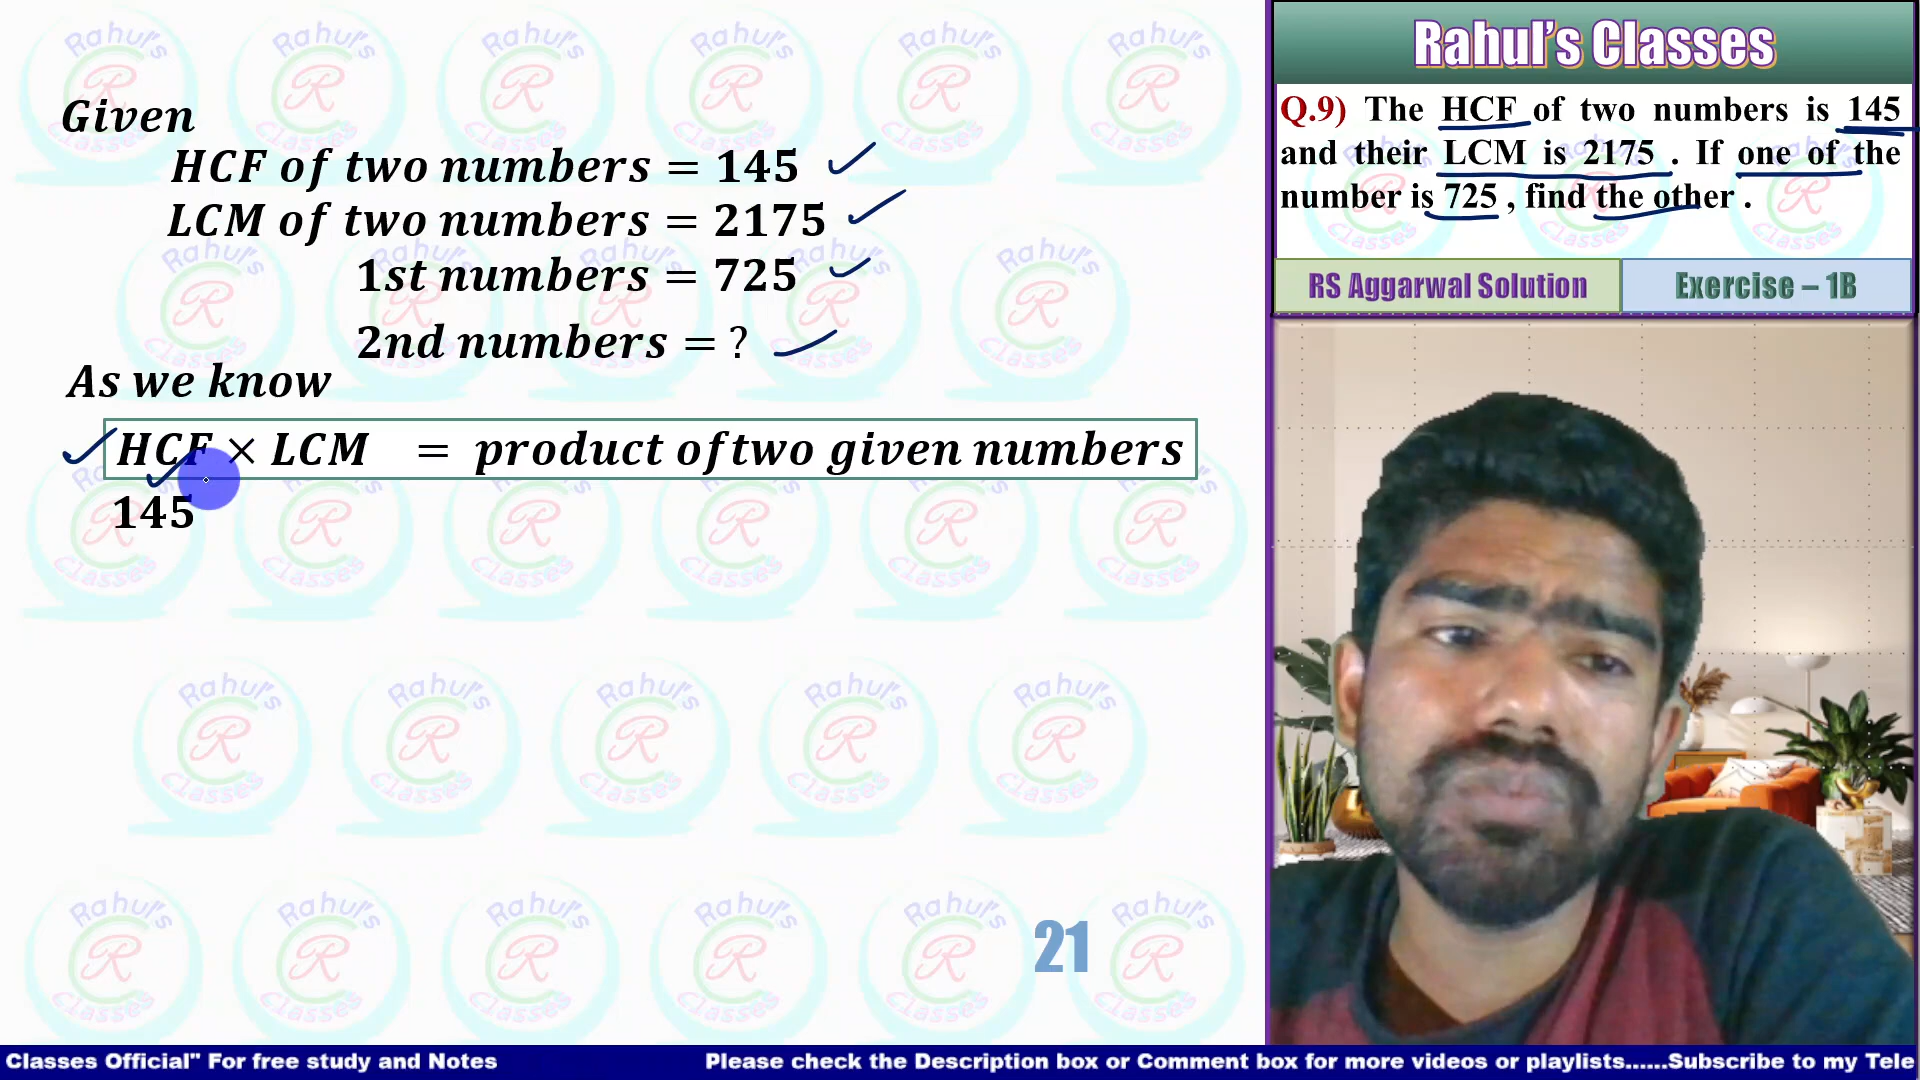 Given
HCF of two numbers = 145
LCM of two numbers = 2175
1st numbers = 725
2nd numbers = ?
As we know
HCF × LCM = product oftwo given numbers
145
21
Rahul's Classes
Q.9) The HCF of two numbers is 145
and their LCM is 2175 . If one of the
number is 725 , find the other .
RS Aggarwal Solution
Exercise – 1B
Classes Official" For free study and Notes
Please check the Description box or Comment box for more videos or playlists......Subscribe to my Tele